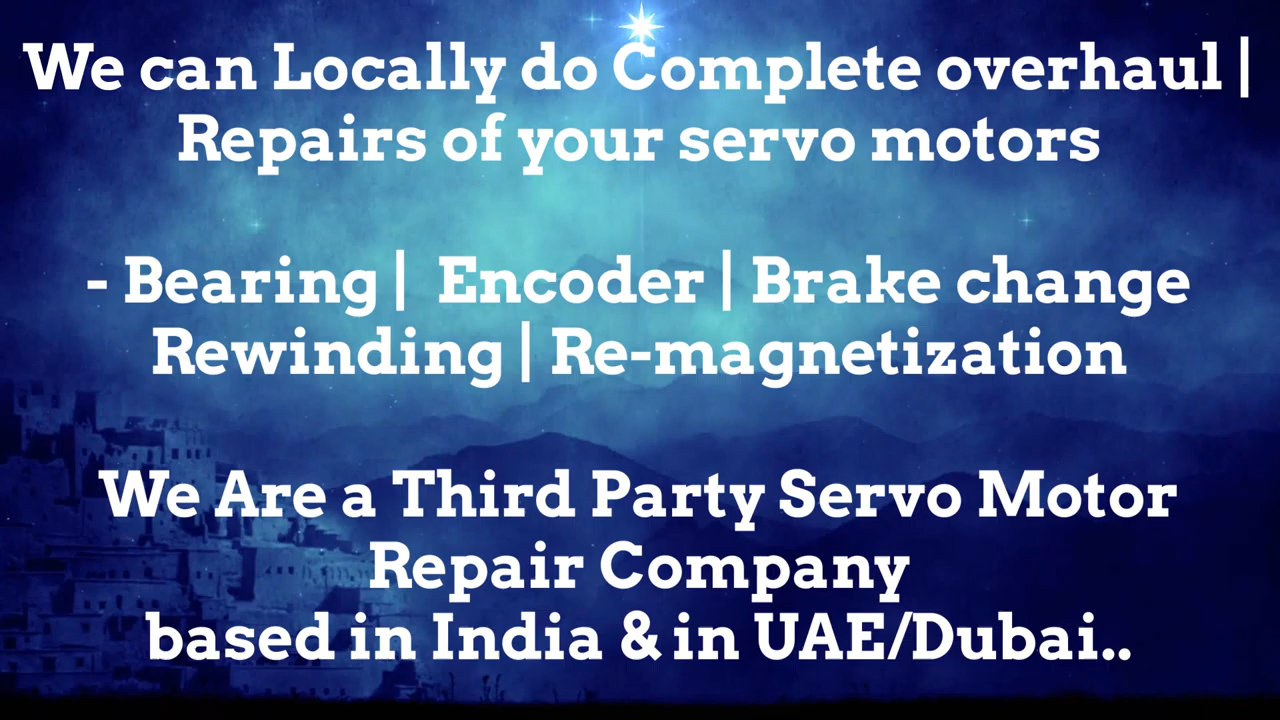 We can Locally do Complete overhaul |
Repairs of your servo motors
- Bearing | Encoder | Brake change
Rewinding | Re-magnetization
We Are a Third Party Servo Motor
Repair Company
based in India & in UAE/Dubai..